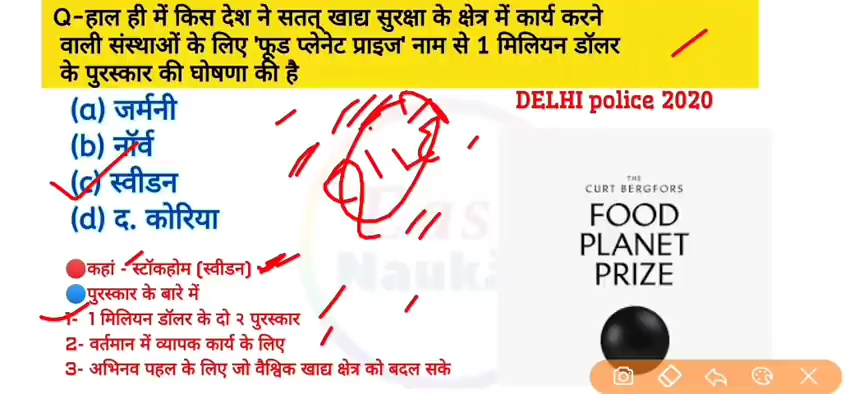 Q-हाल ही में किस देश ने सतत् खाद्य सुरक्षा के क्षेत्र में कार्य करने
वाली संस्थाओं के लिए 'फूड प्लेनेट प्राइज' नाम से 1 मिलियन डॉलर
के पुरस्कार की घोषणा की है
DELHI police 2020
(a) जर्मनी
(b) नॉर्वे
(c) स्वीडन
(d) द. कोरिया
🔴कहां - स्टॉकहोम (स्वीडन)
🔵पुरस्कार के बारे में
1- 1 मिलियन डॉलर के दो २ पुरस्कार
2- वर्तमान में व्यापक कार्य के लिए
3- अभिनव पहल के लिए जो वैश्विक खाद्य क्षेत्र को बदल सके
THE
CURT BERGFORS
FOOD
PLANET
PRIZE